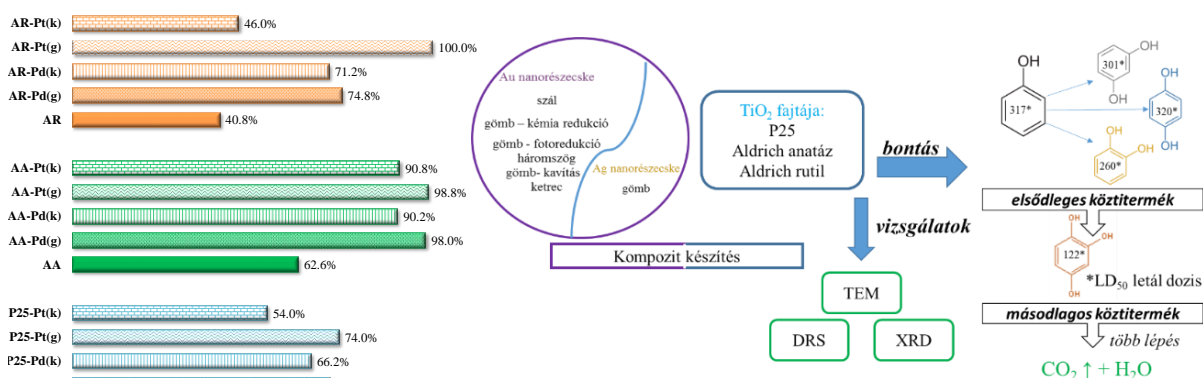 AR-Pt(k)
46.0%
AR-Pt(g)
100.0%
AR-Pd(k)
71.2%
AR-Pd(g)
74.8%
AR
40.8%
AA-Pt(k)
90.8%
AA-Pt(g)
98.8%
AA-Pd(k)
90.2%
AA-Pd(g)
98.0%
AA
62.6%
P25-Pt(k)
54.0%
P25-Pt(g)
74.0%
P25-Pd(k)
66.2%
Au nanorészecske
szál
gömb – kémia redukció
gömb - fotoredukció
háromszög
gömb- kavitás
ketrec
Ag nanorészecske
gömb
Kompozit készítés
TiO₂ fajtája:
P25
Aldrich anatáz
Aldrich rutil
bontás
vizsgálatok
TEM
DRS
XRD
OH
317*
OH
301*
OH
OH
320*
OH
OH
OH
260*
elsődleges köztitermék
OH
OH
122*
OH
*LD₅₀ letál dozis
másodlagos köztitermék
több lépés
CO₂ ↑ + H₂O